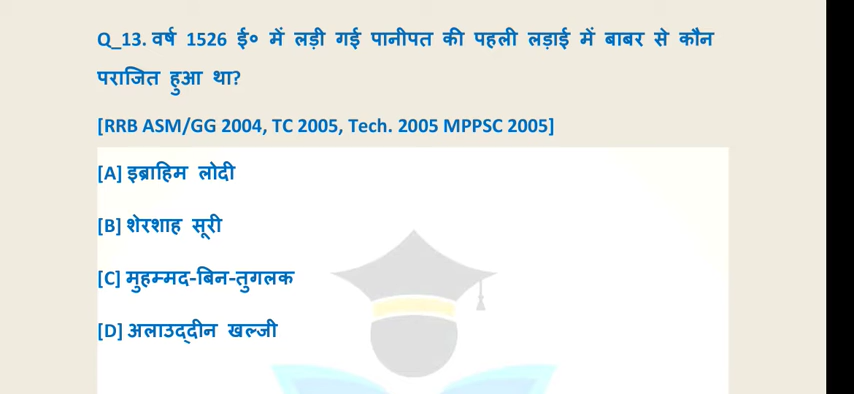 Q_13. वर्ष 1526 ई० में लड़ी गई पानीपत की पहली लड़ाई में बाबर से कौन
पराजित हुआ था?
[RRB ASM/GG 2004, TC 2005, Tech. 2005 MPPSC 2005]
[A] इब्राहिम लोदी
[B] शेरशाह सूरी
[C] मुहम्मद-बिन-तुगलक
[D] अलाउद्दीन खल्जी